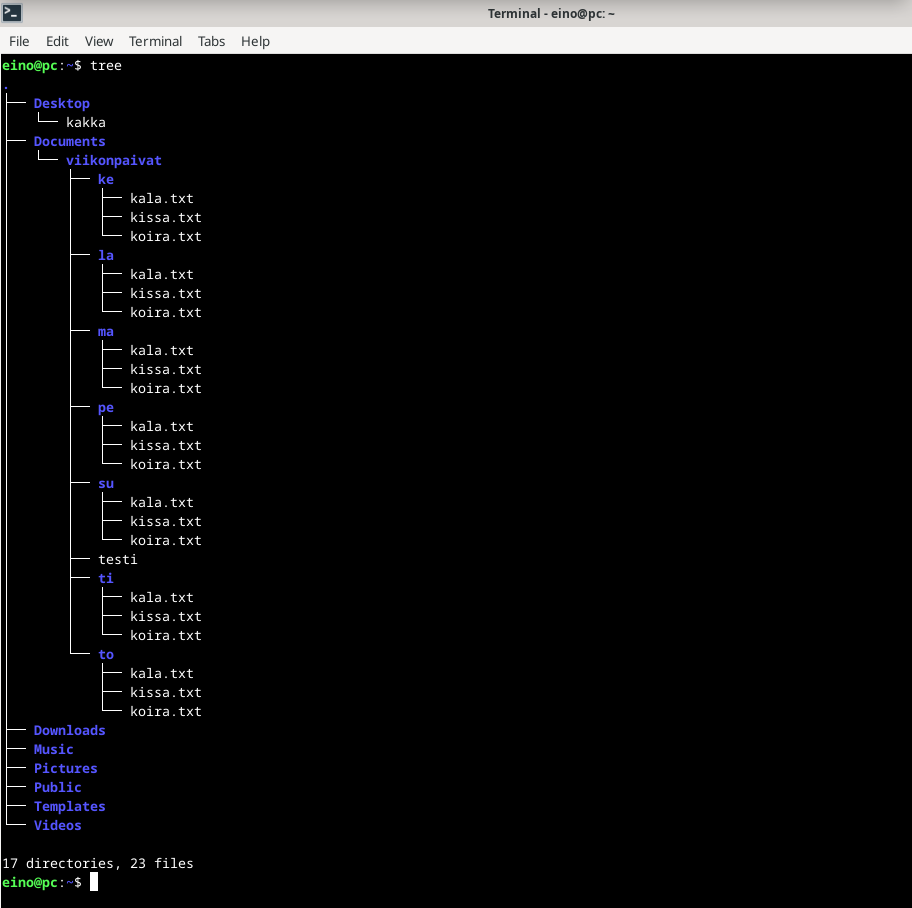 Terminal - eino@pc: ~
File Edit View Terminal Tabs Help
eino@pc:~$ tree
.
├── Desktop
│   └── kakka
├── Documents
│   └── viikonpaivat
│       ├── ke
│       │   ├── kala.txt
│       │   ├── kissa.txt
│       │   └── koira.txt
│       ├── la
│       │   ├── kala.txt
│       │   ├── kissa.txt
│       │   └── koira.txt
│       ├── ma
│       │   ├── kala.txt
│       │   ├── kissa.txt
│       │   └── koira.txt
│       ├── pe
│       │   ├── kala.txt
│       │   ├── kissa.txt
│       │   └── koira.txt
│       ├── su
│       │   ├── kala.txt
│       │   ├── kissa.txt
│       │   └── koira.txt
│       ├── testi
│       ├── ti
│       │   ├── kala.txt
│       │   ├── kissa.txt
│       │   └── koira.txt
│       └── to
│           ├── kala.txt
│           ├── kissa.txt
│           └── koira.txt
├── Downloads
├── Music
├── Pictures
├── Public
├── Templates
└── Videos
17 directories, 23 files
eino@pc:~$